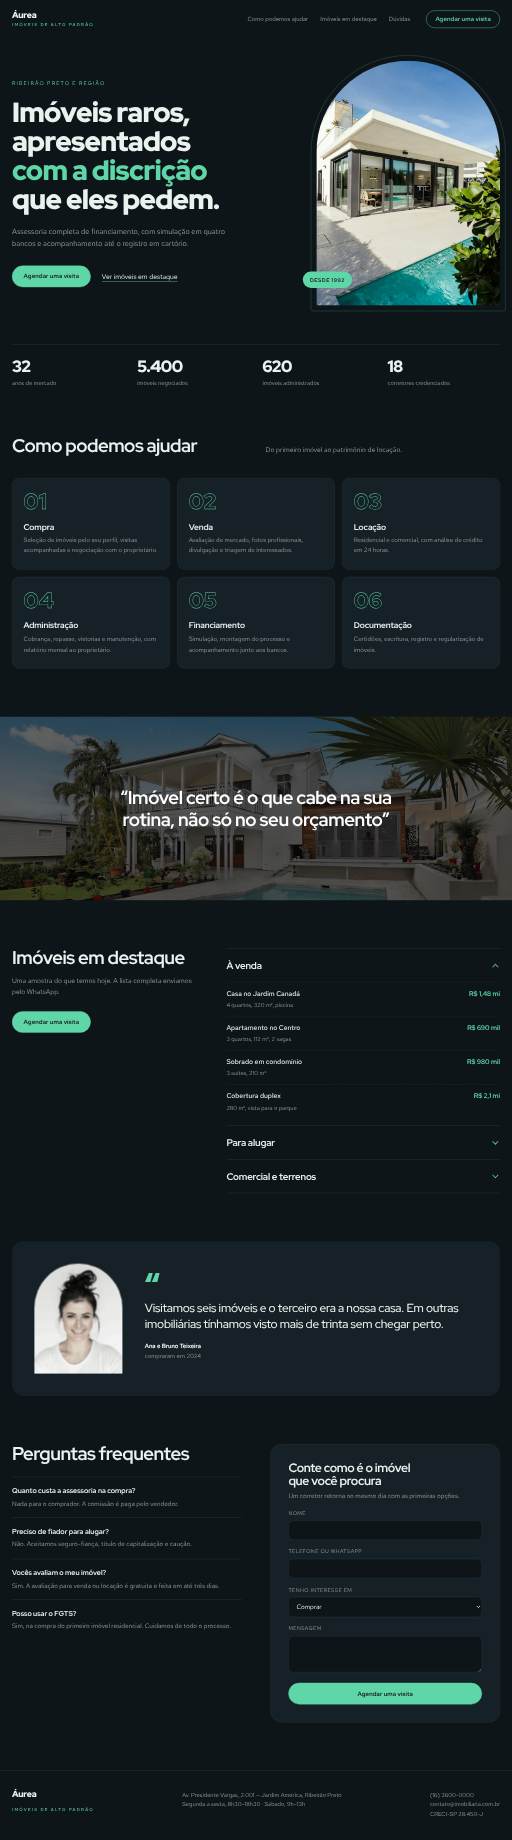 Áurea
IMÓVEIS DE ALTO PADRÃO
Como podemos ajudar
Imóveis em destaque
Dúvidas
Agendar uma visita
RIBEIRÃO PRETO E REGIÃO
Imóveis raros,
apresentados
com a discrição
que eles pedem.
Assessoria completa de financiamento, com simulação em quatro
bancos e acompanhamento até o registro em cartório.
Agendar uma visita
Ver imóveis em destaque
DESDE 1992
32
anos de mercado
5.400
imóveis negociados
620
imóveis administrados
18
corretores credenciados
Como podemos ajudar
Do primeiro imóvel ao patrimônio de locação.
01
Compra
Seleção de imóveis pelo seu perfil, visitas
acompanhadas e negociação com o proprietário.
02
Venda
Avaliação de mercado, fotos profissionais,
divulgação e triagem de interessados.
03
Locação
Residencial e comercial, com análise de crédito
em 24 horas.
04
Administração
Cobrança, repasse, vistorias e manutenção, com
relatório mensal ao proprietário.
05
Financiamento
Simulação, montagem do processo e
acompanhamento junto aos bancos.
06
Documentação
Certidões, escritura, registro e regularização de
imóveis.
“Imóvel certo é o que cabe na sua
rotina, não só no seu orçamento”
Imóveis em destaque
Uma amostra do que temos hoje. A lista completa enviamos
pelo WhatsApp.
Agendar uma visita
À venda
Casa no Jardim Canadá
R$ 1,48 mi
4 quartos, 320 m², piscina
Apartamento no Centro
R$ 690 mil
3 quartos, 112 m², 2 vagas
Sobrado em condomínio
R$ 980 mil
3 suítes, 210 m²
Cobertura duplex
R$ 2,1 mi
280 m², vista para o parque
Para alugar
Comercial e terrenos
“
Visitamos seis imóveis e o terceiro era a nossa casa. Em outras
imobiliárias tínhamos visto mais de trinta sem chegar perto.
Ana e Bruno Teixeira
compraram em 2024
Perguntas frequentes
Quanto custa a assessoria na compra?
Nada para o comprador. A comissão é paga pelo vendedor.
Preciso de fiador para alugar?
Não. Aceitamos seguro-fiança, título de capitalização e caução.
Vocês avaliam o meu imóvel?
Sim. A avaliação para venda ou locação é gratuita e feita em até três dias.
Posso usar o FGTS?
Sim, na compra do primeiro imóvel residencial. Cuidamos de todo o processo.
Conte como é o imóvel
que você procura
Um corretor retorna no mesmo dia com as primeiras opções.
NOME
TELEFONE OU WHATSAPP
TENHO INTERESSE EM
Comprar
MENSAGEM
Agendar uma visita
Áurea
IMÓVEIS DE ALTO PADRÃO
Av. Presidente Vargas, 2.001 — Jardim América, Ribeirão Preto
Segunda a sexta, 8h30–18h30 · Sábado, 9h–13h
(16) 3600-0000
contato@imobiliaria.com.br
CRECI-SP 28.450-J